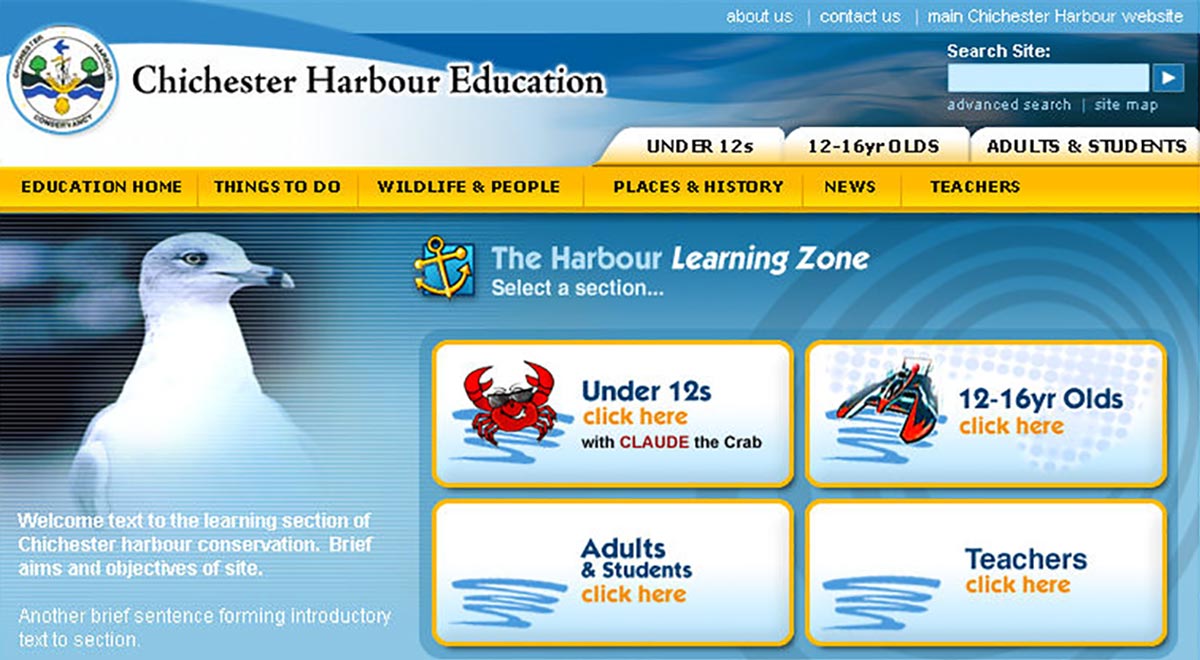 about us | contact us | main Chichester Harbour website
CHICHESTER HARBOUR CONSERVANCY
Chichester Harbour Education
Search Site:
advanced search | site map
UNDER 12s
12-16yr OLDS
ADULTS & STUDENTS
EDUCATION HOME
THINGS TO DO
WILDLIFE & PEOPLE
PLACES & HISTORY
NEWS
TEACHERS
The Harbour Learning Zone
Select a section...
Under 12s
click here
with CLAUDE the Crab
12-16yr Olds
click here
Adults
& Students
click here
Teachers
click here
Welcome text to the learning section of
Chichester harbour conservation. Brief
aims and objectives of site.
Another brief sentence forming introductory
text to section.